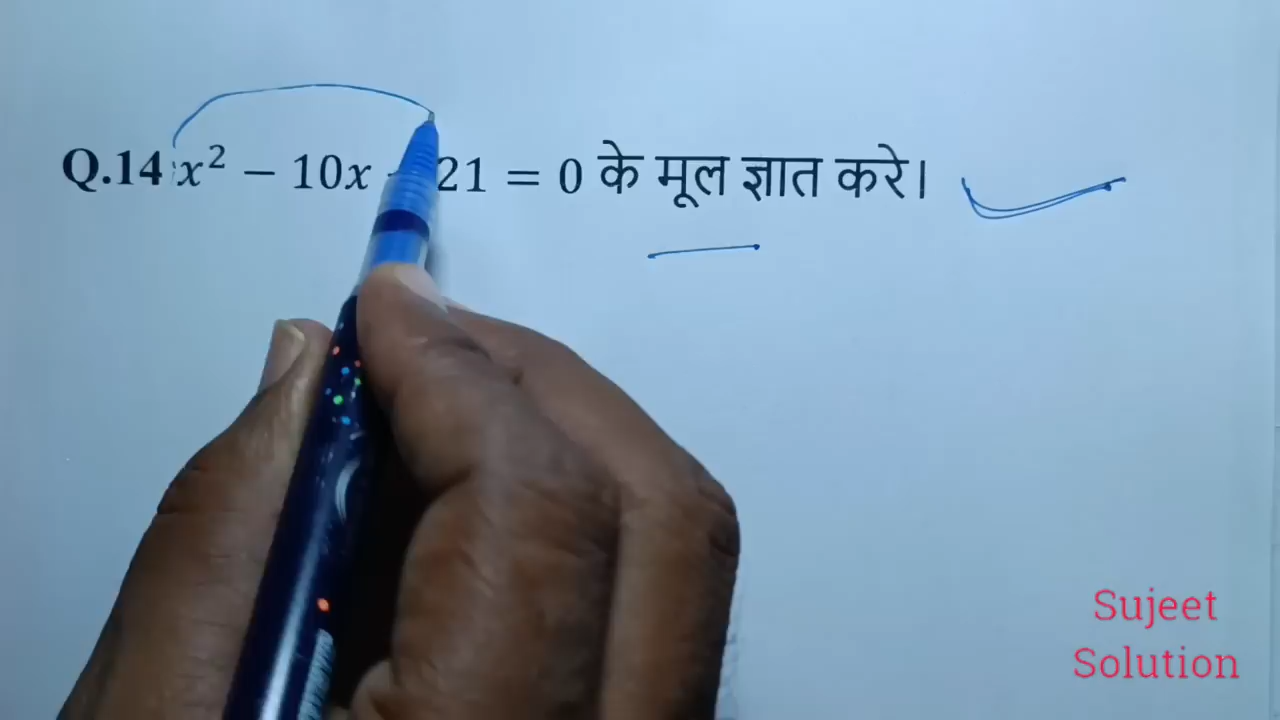 Q.14 x² − 10x 21 = 0 के मूल ज्ञात करे।
Sujeet
Solution